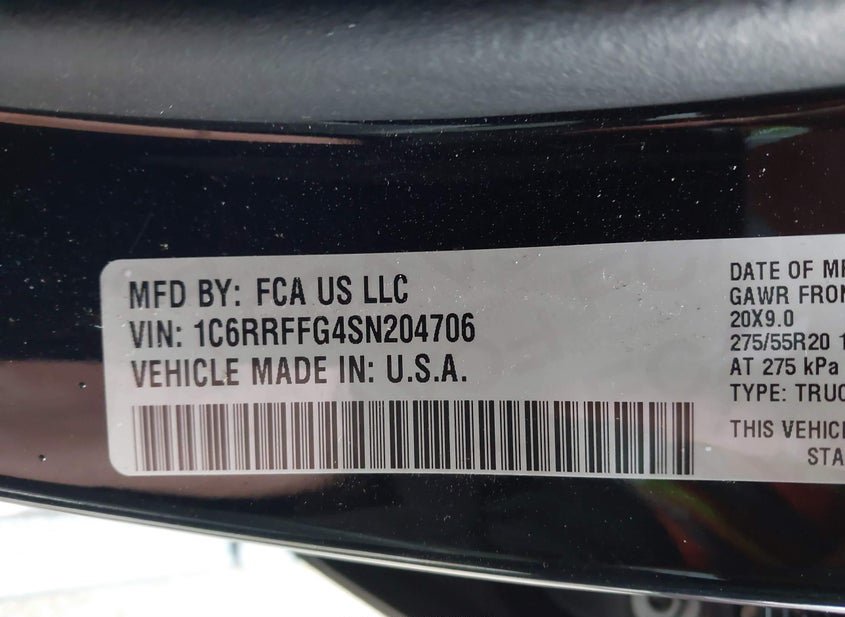 MFD BY: FCA US LLC
VIN: 1C6RRFFG4SN204706
VEHICLE MADE IN: U.S.A.
DATE OF
GAWR
20X9.0
275/55R20
AT 275 kPa
TYPE:
THIS